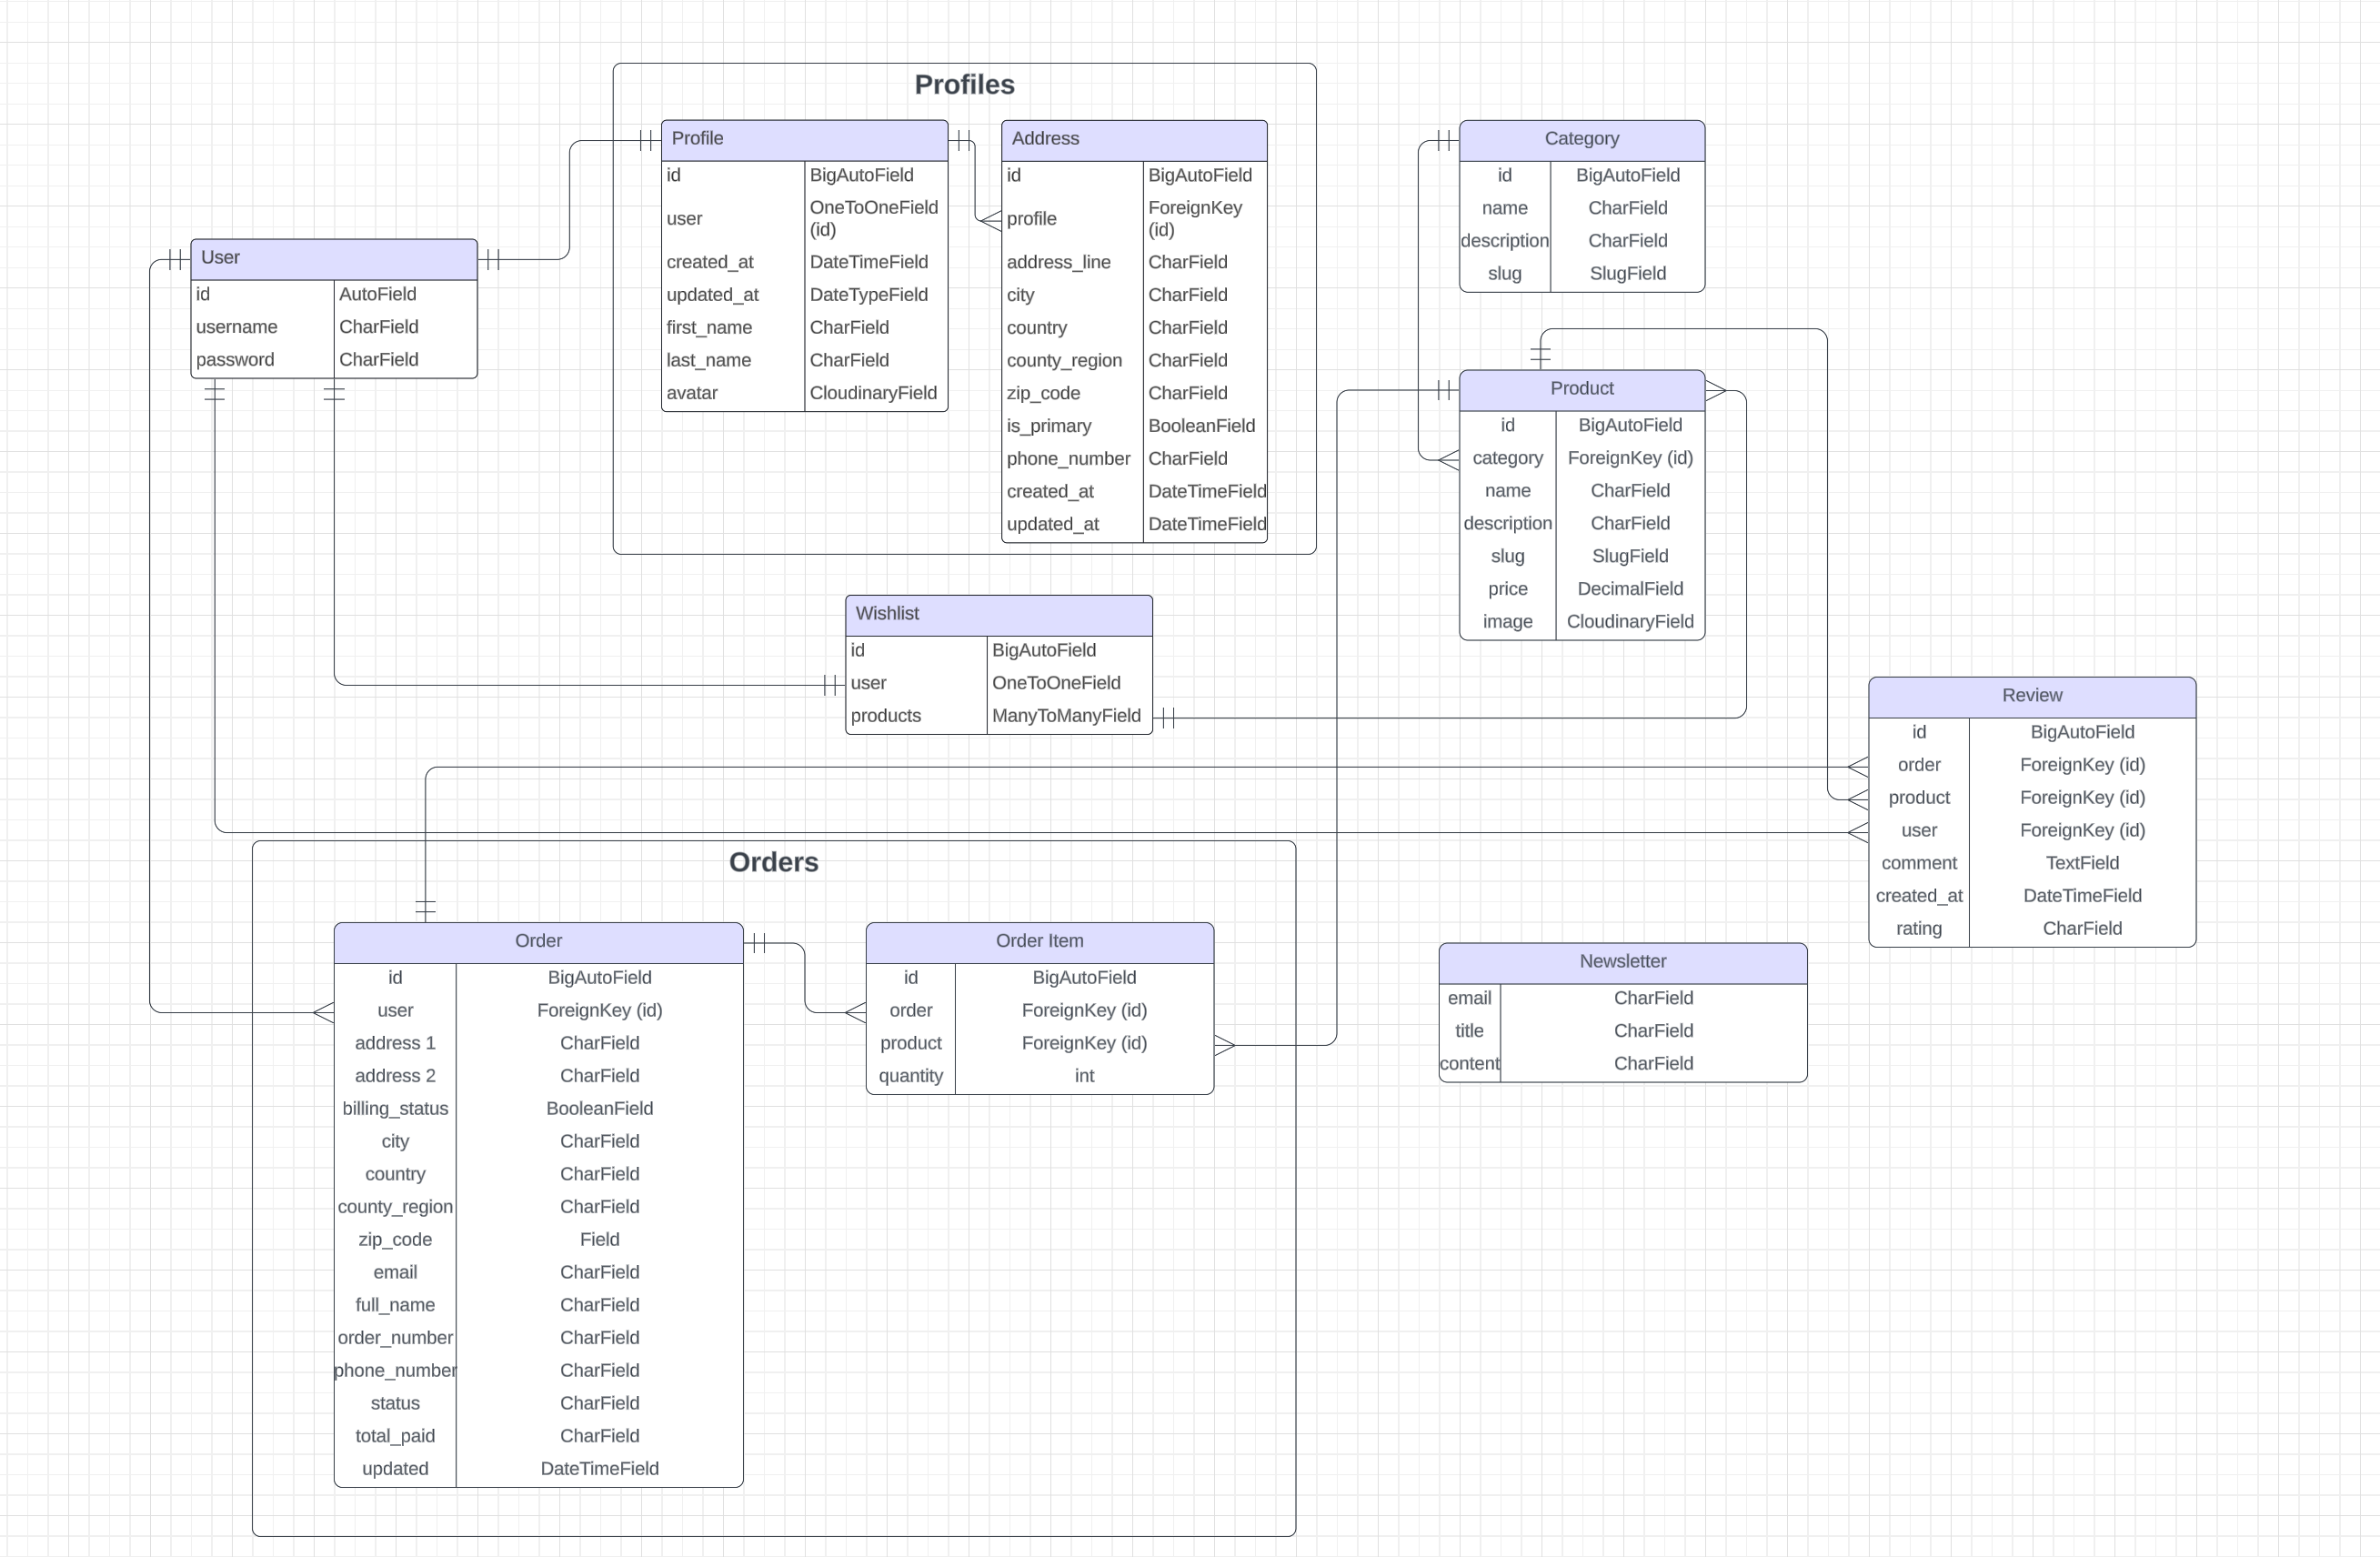 Profiles
Profile
id BigAutoField
user OneToOneField (id)
created_at DateTimeField
updated_at DateTypeField
first_name CharField
last_name CharField
avatar CloudinaryField
Address
id BigAutoField
profile ForeignKey (id)
address_line CharField
city CharField
country CharField
county_region CharField
zip_code CharField
is_primary BooleanField
phone_number CharField
created_at DateTimeField
updated_at DateTimeField
Category
id BigAutoField
name CharField
description CharField
slug SlugField
User
id AutoField
username CharField
password CharField
Product
id BigAutoField
category ForeignKey (id)
name CharField
description CharField
slug SlugField
price DecimalField
image CloudinaryField
Wishlist
id BigAutoField
user OneToOneField
products ManyToManyField
Review
id BigAutoField
order ForeignKey (id)
product ForeignKey (id)
user ForeignKey (id)
comment TextField
created_at DateTimeField
rating CharField
Orders
Order
id BigAutoField
user ForeignKey (id)
address 1 CharField
address 2 CharField
billing_status BooleanField
city CharField
country CharField
county_region CharField
zip_code Field
email CharField
full_name CharField
order_number CharField
phone_number CharField
status CharField
total_paid CharField
updated DateTimeField
Order Item
id BigAutoField
order ForeignKey (id)
product ForeignKey (id)
quantity int
Newsletter
email CharField
title CharField
content CharField